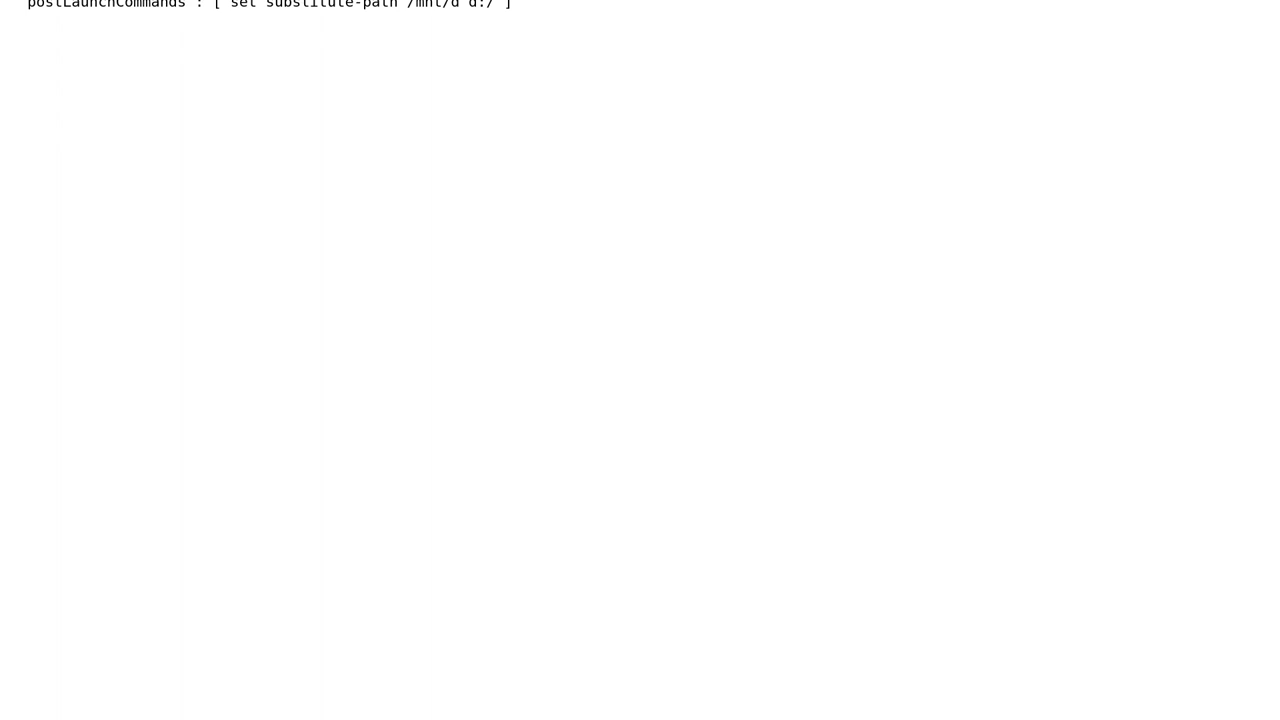 postLaunchCommands : [ set substitute-path /mnt/d d:/ ]